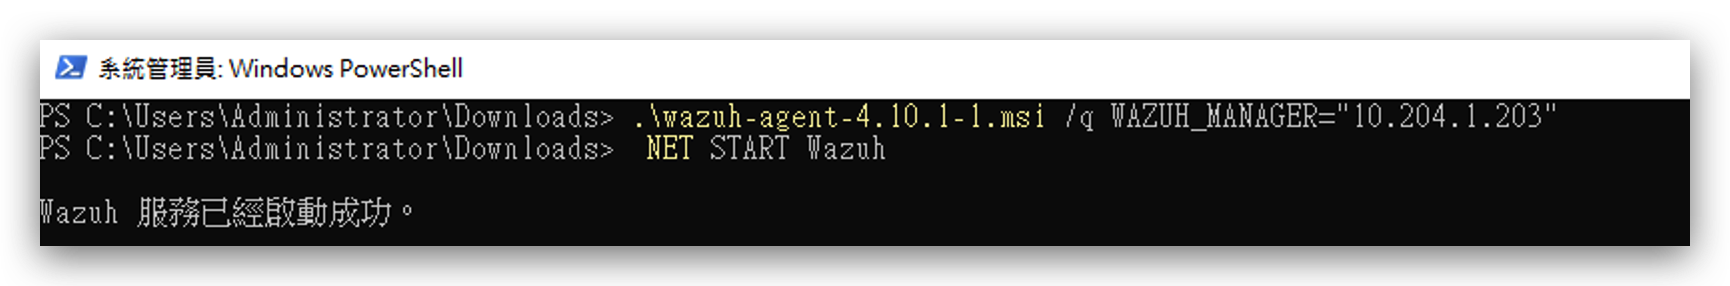 系統管理員: Windows PowerShell
PS C:\Users\Administrator\Downloads> .\wazuh-agent-4.10.1-1.msi /q WAZUH_MANAGER="10.204.1.203"
PS C:\Users\Administrator\Downloads>  NET START Wazuh
Wazuh 服務已經啟動成功。